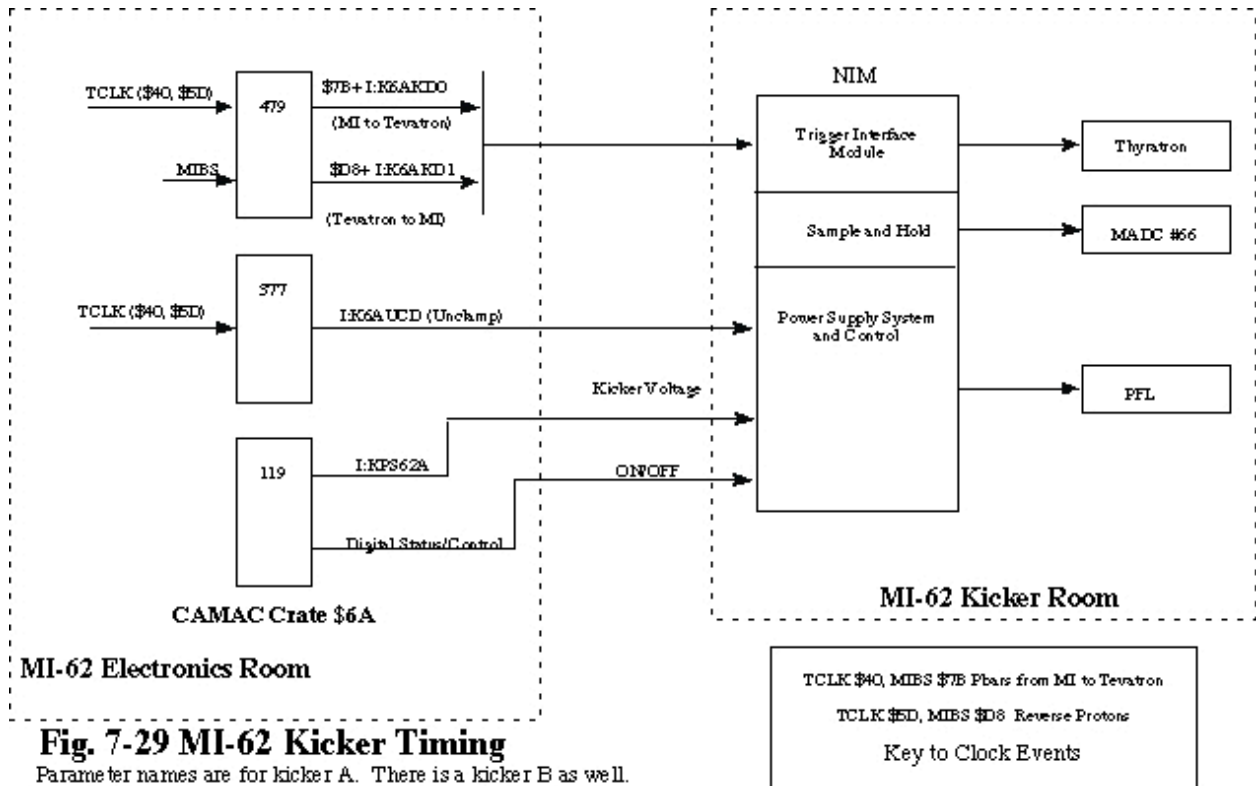 NIM
TCLK ($40, $5D)
479
$7B+ I:K6AKD0
(MI to Tevatron)
MIBS
$D8+ I:K6AKD1
(Tevatron to MI)
Trigger Interface
Module
Thyratron
Sample and Hold
MADC #66
TCLK ($40, $5D)
377
I:K6AUCD (Unclamp)
Power Supply System
and Control
Kicker Voltage
PFL
119
I:KPS62A
ON/OFF
Digital Status/Control
CAMAC Crate $6A
MI-62 Kicker Room
MI-62 Electronics Room
TCLK $40, MIBS $7B Pbars from MI to Tevatron
TCLK $5D, MIBS $D8 Reverse Protons
Key to Clock Events
Fig. 7-29 MI-62 Kicker Timing
Parameter names are for kicker A. There is a kicker B as well.